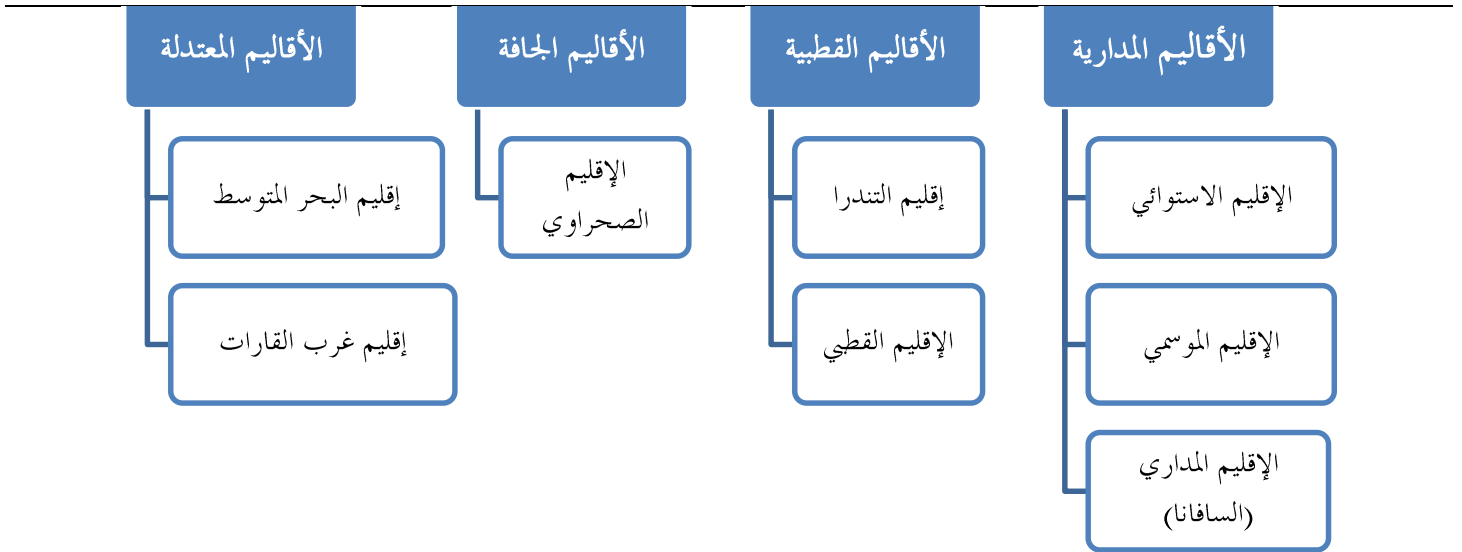 الأقاليم المدارية
الإقليم الاستوائي
الإقليم الموسمي
الإقليم المداري
(السافانا)
الأقاليم القطبية
إقليم التندرا
الإقليم القطبي
الأقاليم الجافة
الإقليم
الصحراوي
الأقاليم المعتدلة
إقليم البحر المتوسط
إقليم غرب القارات